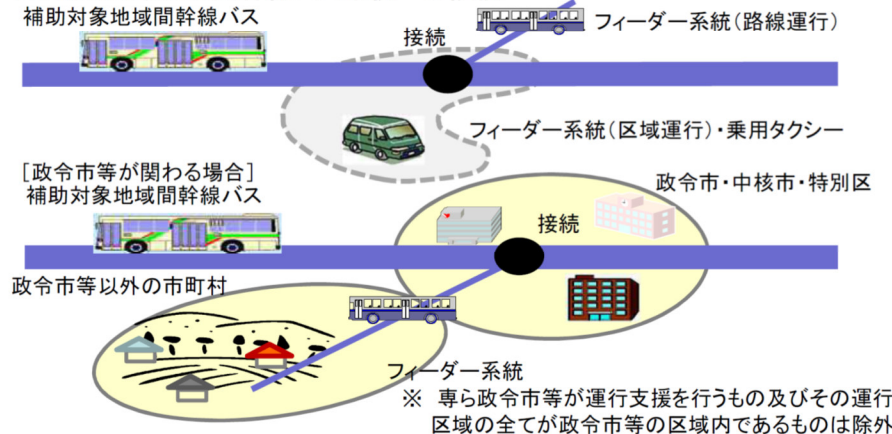 補助対象地域間幹線バス
接続
フィーダー系統(路線運行)
フィーダー系統(区域運行)・乗用タクシー
[政令市等が関わる場合]
補助対象地域間幹線バス
政令市・中核市・特別区
接続
政令市等以外の市町村
フィーダー系統
※ 専ら政令市等が運行支援を行うもの及びその運行
区域の全てが政令市等の区域内であるものは除外